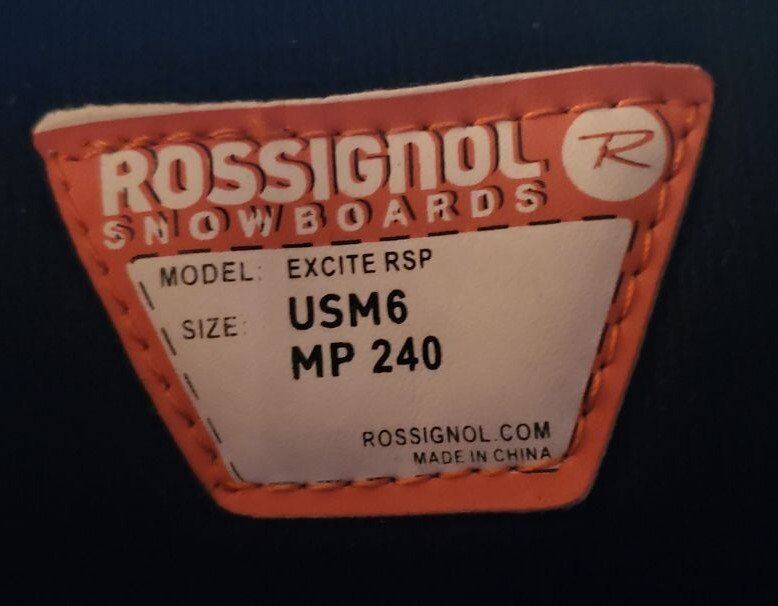 ROSSIGNOL R
SNOWBOARDS
MODEL: EXCITE RSP
SIZE: USM6
MP 240
ROSSIGNOL.COM
MADE IN CHINA